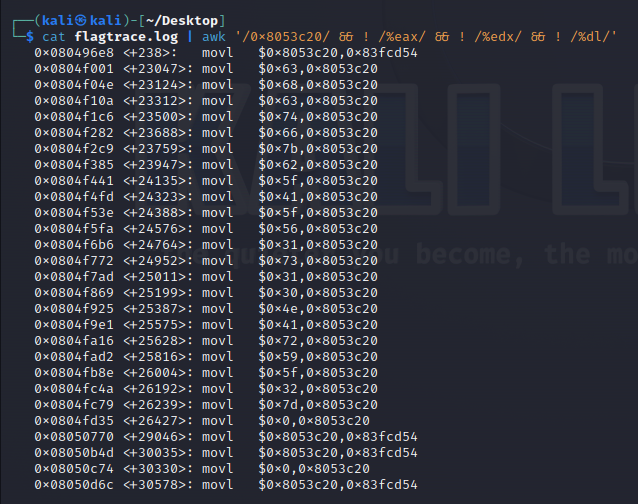 ┌──(kali㉿kali)-[~/Desktop]
└─$ cat flagtrace.log | awk '/0×8053c20/ && ! /%eax/ && ! /%edx/ && ! /%dl/'
0×080496e8 <+238>: movl $0×8053c20,0×83fcd54
0×0804f001 <+23047>: movl $0×63,0×8053c20
0×0804f04e <+23124>: movl $0×68,0×8053c20
0×0804f10a <+23312>: movl $0×63,0×8053c20
0×0804f1c6 <+23500>: movl $0×74,0×8053c20
0×0804f282 <+23688>: movl $0×66,0×8053c20
0×0804f2c9 <+23759>: movl $0×7b,0×8053c20
0×0804f385 <+23947>: movl $0×62,0×8053c20
0×0804f441 <+24135>: movl $0×5f,0×8053c20
0×0804f4fd <+24323>: movl $0×41,0×8053c20
0×0804f53e <+24388>: movl $0×5f,0×8053c20
0×0804f5fa <+24576>: movl $0×56,0×8053c20
0×0804f6b6 <+24764>: movl $0×31,0×8053c20
0×0804f772 <+24952>: movl $0×73,0×8053c20
0×0804f7ad <+25011>: movl $0×31,0×8053c20
0×0804f869 <+25199>: movl $0×30,0×8053c20
0×0804f925 <+25387>: movl $0×4e,0×8053c20
0×0804f9e1 <+25575>: movl $0×41,0×8053c20
0×0804fa16 <+25628>: movl $0×72,0×8053c20
0×0804fad2 <+25816>: movl $0×59,0×8053c20
0×0804fb8e <+26004>: movl $0×5f,0×8053c20
0×0804fc4a <+26192>: movl $0×32,0×8053c20
0×0804fc79 <+26239>: movl $0×7d,0×8053c20
0×0804fd35 <+26427>: movl $0×0,0×8053c20
0×08050770 <+29046>: movl $0×8053c20,0×83fcd54
0×08050b4d <+30035>: movl $0×8053c20,0×83fcd54
0×08050c74 <+30330>: movl $0×0,0×8053c20
0×08050d6c <+30578>: movl $0×8053c20,0×83fcd54
KALI LI
you become, the mo